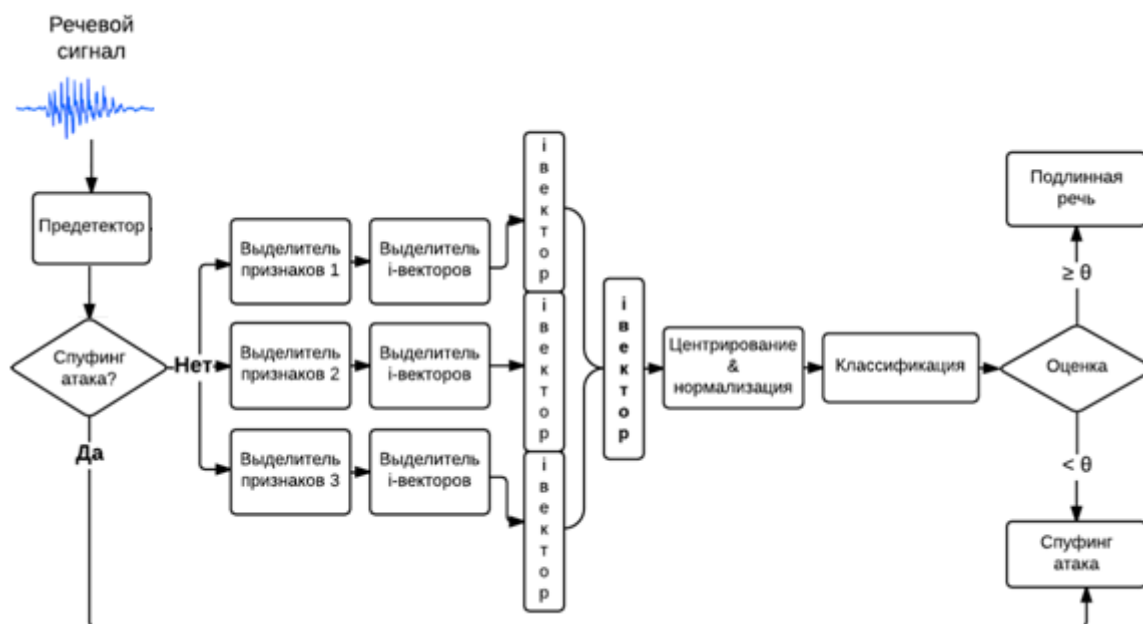 Речевой
сигнал
Предетектор
Спуфинг
атака?
Нет
Да
Выделитель
признаков 1
Выделитель
i-векторов
Выделитель
признаков 2
Выделитель
i-векторов
Выделитель
признаков 3
Выделитель
i-векторов
i
в
е
к
т
о
р
i
в
е
к
т
о
р
i
в
е
к
т
о
р
i
в
е
к
т
о
р
Центрирование
&
нормализация
Классификация
Оценка
≥ θ
Подлинная
речь
< θ
Спуфинг
атака